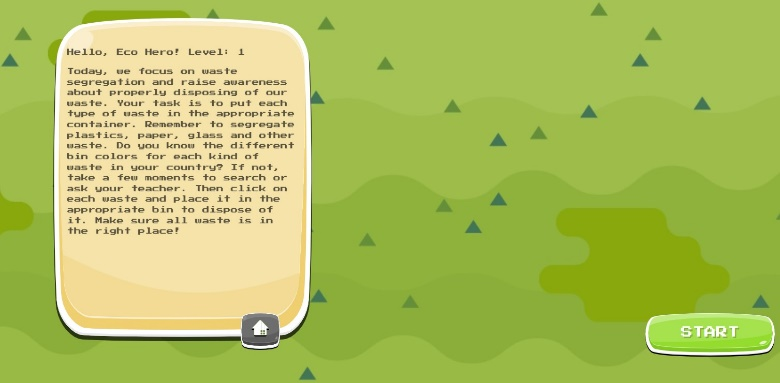 Hello, Eco Hero! Level: 1
Today, we focus on waste
segregation and raise awareness
about properly disposing of our
waste. Your task is to put each
type of waste in the appropriate
container. Remember to segregate
plastics, paper, glass and other
waste. Do you know the different
bin colors for each kind of
waste in your country? If not,
take a few moments to search or
ask your teacher. Then click on
each waste and place it in the
appropriate bin to dispose of
it. Make sure all waste is in
the right place!
START